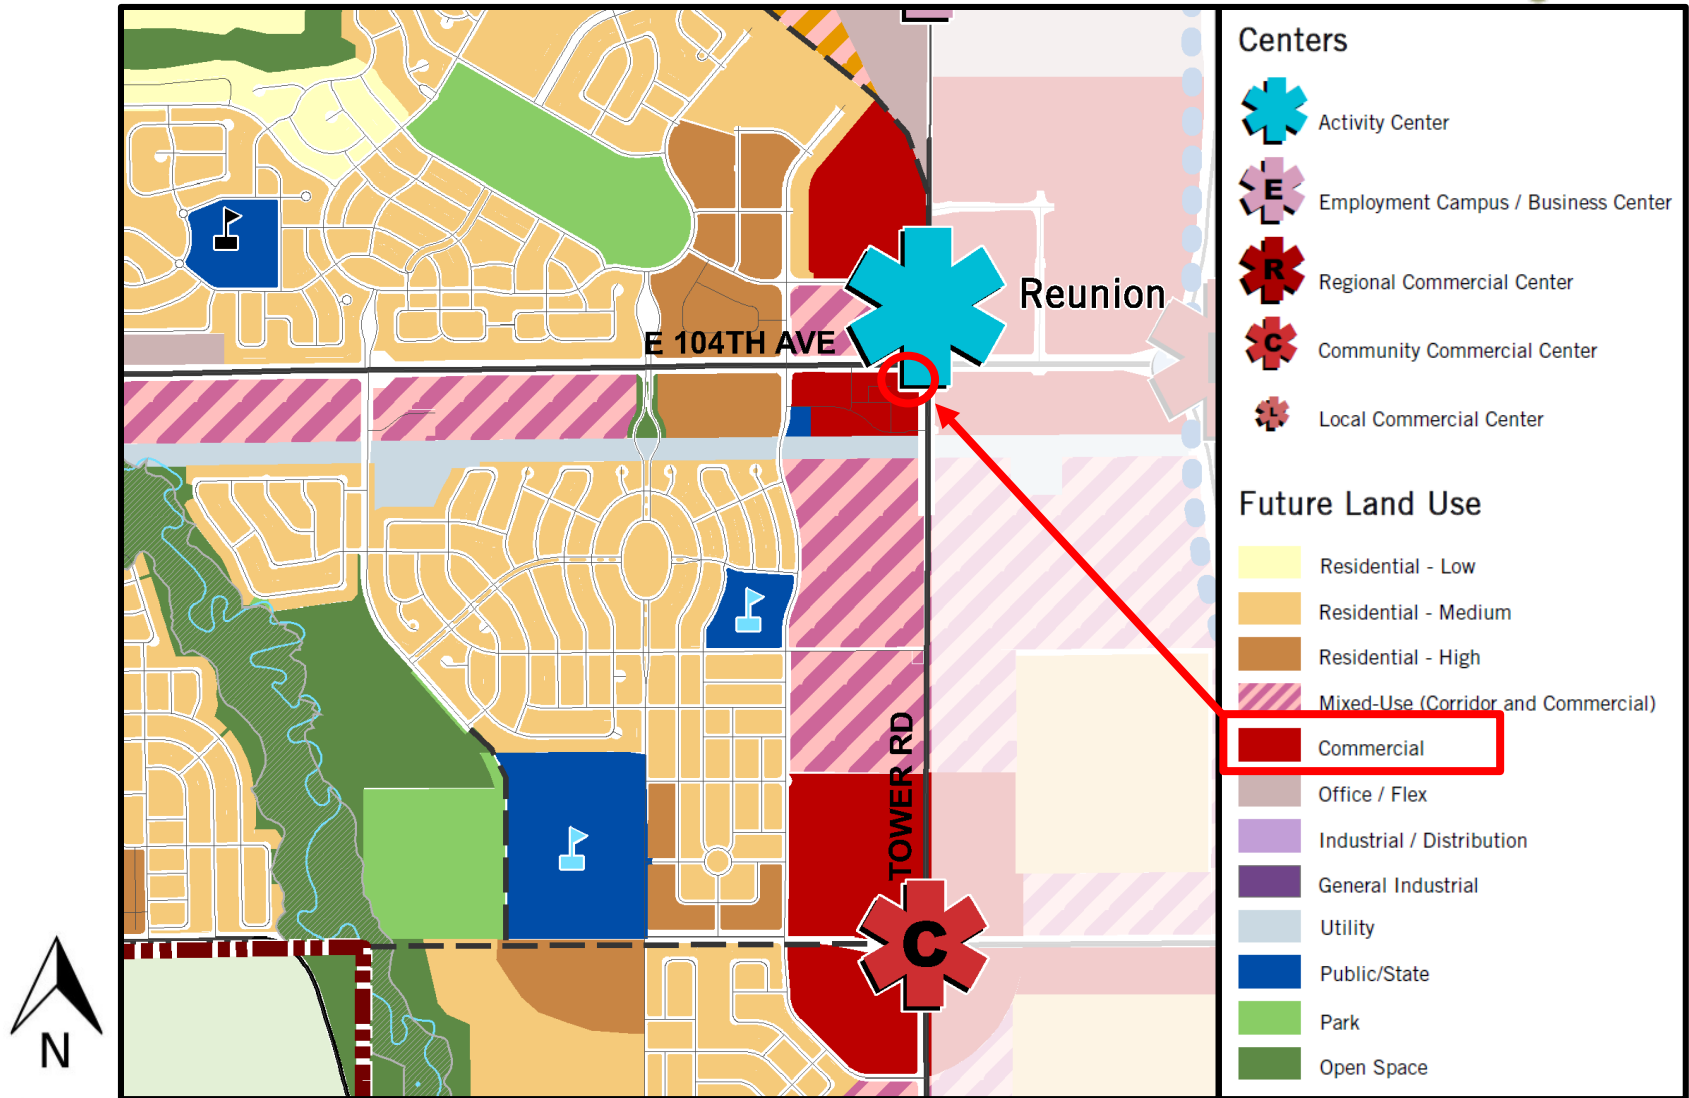 Reunion
E 104TH AVE
TOWER RD
C
N
Centers
Activity Center
E
Employment Campus / Business Center
R
Regional Commercial Center
C
Community Commercial Center
L
Local Commercial Center
Future Land Use
Residential - Low
Residential - Medium
Residential - High
Mixed-Use (Corridor and Commercial)
Commercial
Office / Flex
Industrial / Distribution
General Industrial
Utility
Public/State
Park
Open Space